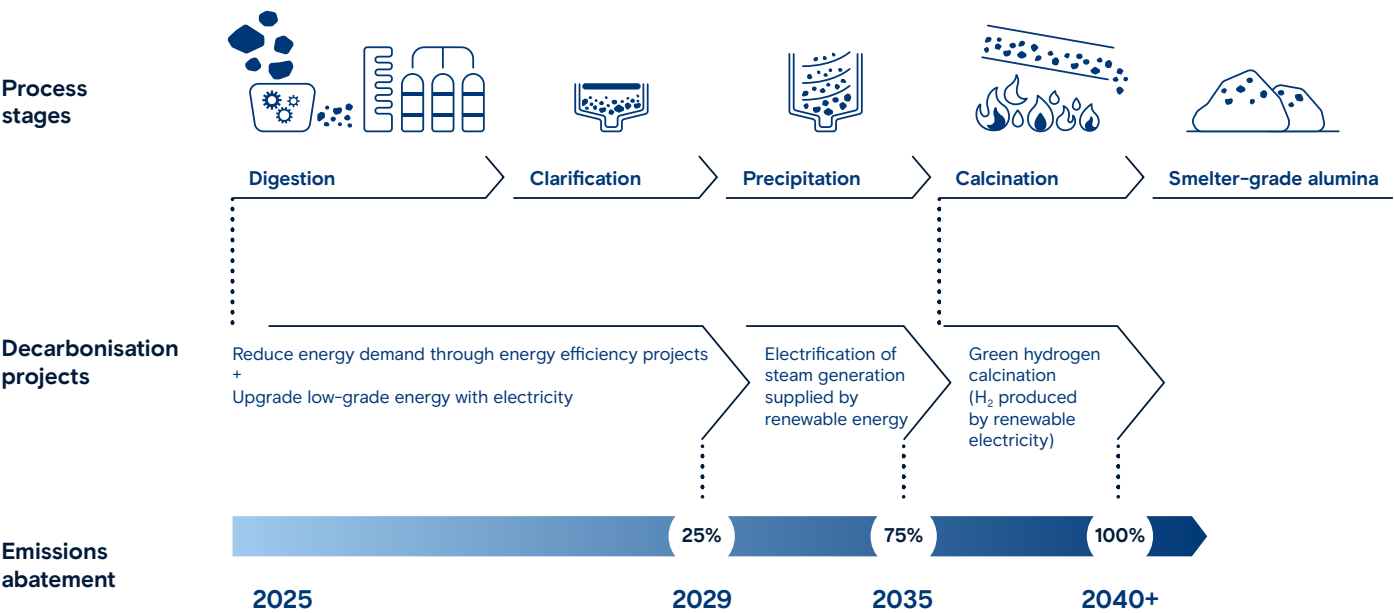 Process
stages
Digestion
Clarification
Precipitation
Calcination
Smelter-grade alumina
Decarbonisation
projects
Reduce energy demand through energy efficiency projects
+
Upgrade low-grade energy with electricity
Electrification of
steam generation
supplied by
renewable energy
Green hydrogen
calcination
(H₂ produced
by renewable
electricity)
Emissions
abatement
25%
75%
100%
2025
2029
2035
2040+